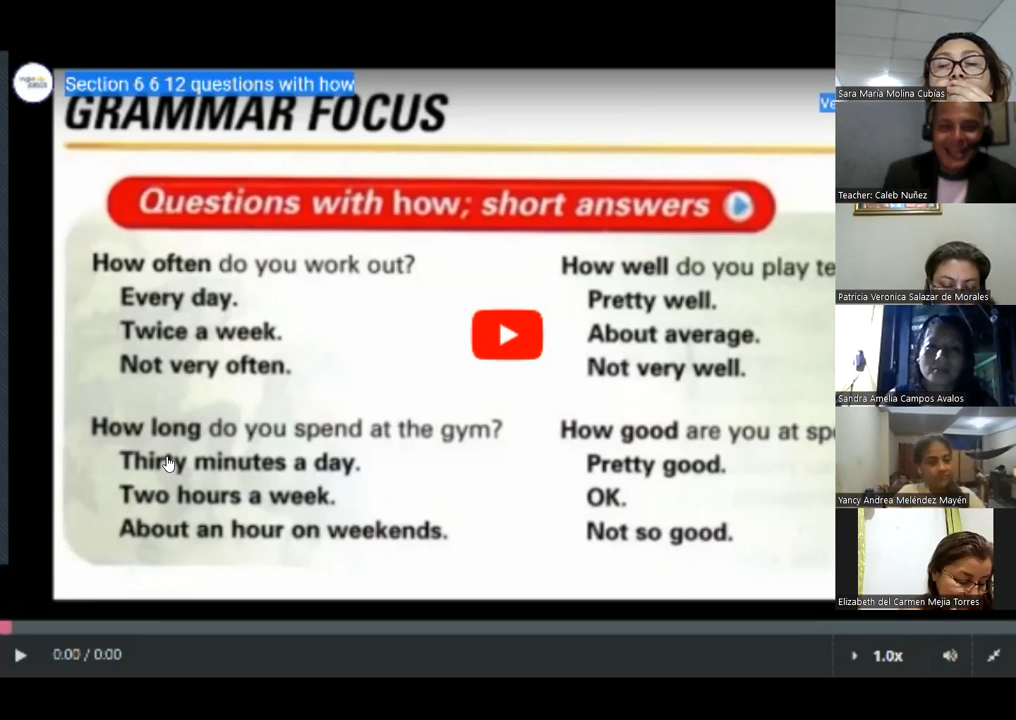 Section 6 6 12 questions with how
Ve
GRAMMAR FOCUS
Questions with how; short answers
How often do you work out?
Every day.
Twice a week.
Not very often.
How long do you spend at the gym?
Thirty minutes a day.
Two hours a week.
About an hour on weekends.
How well do you play te
Pretty well.
About average.
Not very well.
How good are you at spo
Pretty good.
OK.
Not so good.
0:00 / 0:00
1.0x
Sara María Molina Cubías
Teacher: Caleb Nuñez
Patricia Veronica Salazar de Morales
Sandra Amelia Campos Avalos
Yancy Andrea Meléndez Mayén
Elizabeth del Carmen Mejia Torres